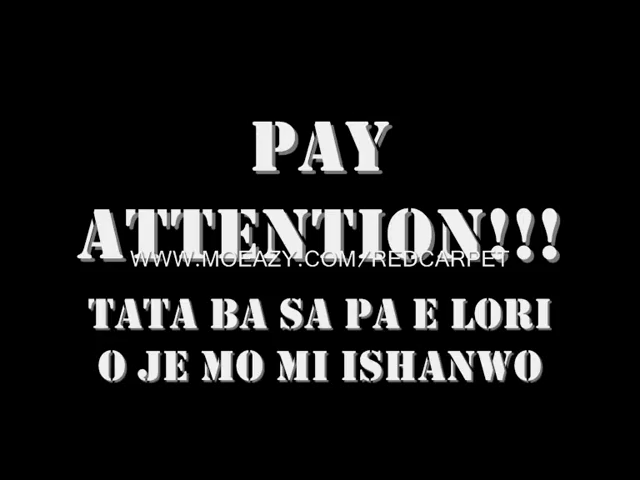 PAY
ATTENTION!!!
WWW.MOEAZY.COM/REDCARPET
TATA BA SA PA E LORI
O JE MO MI ISHANWO